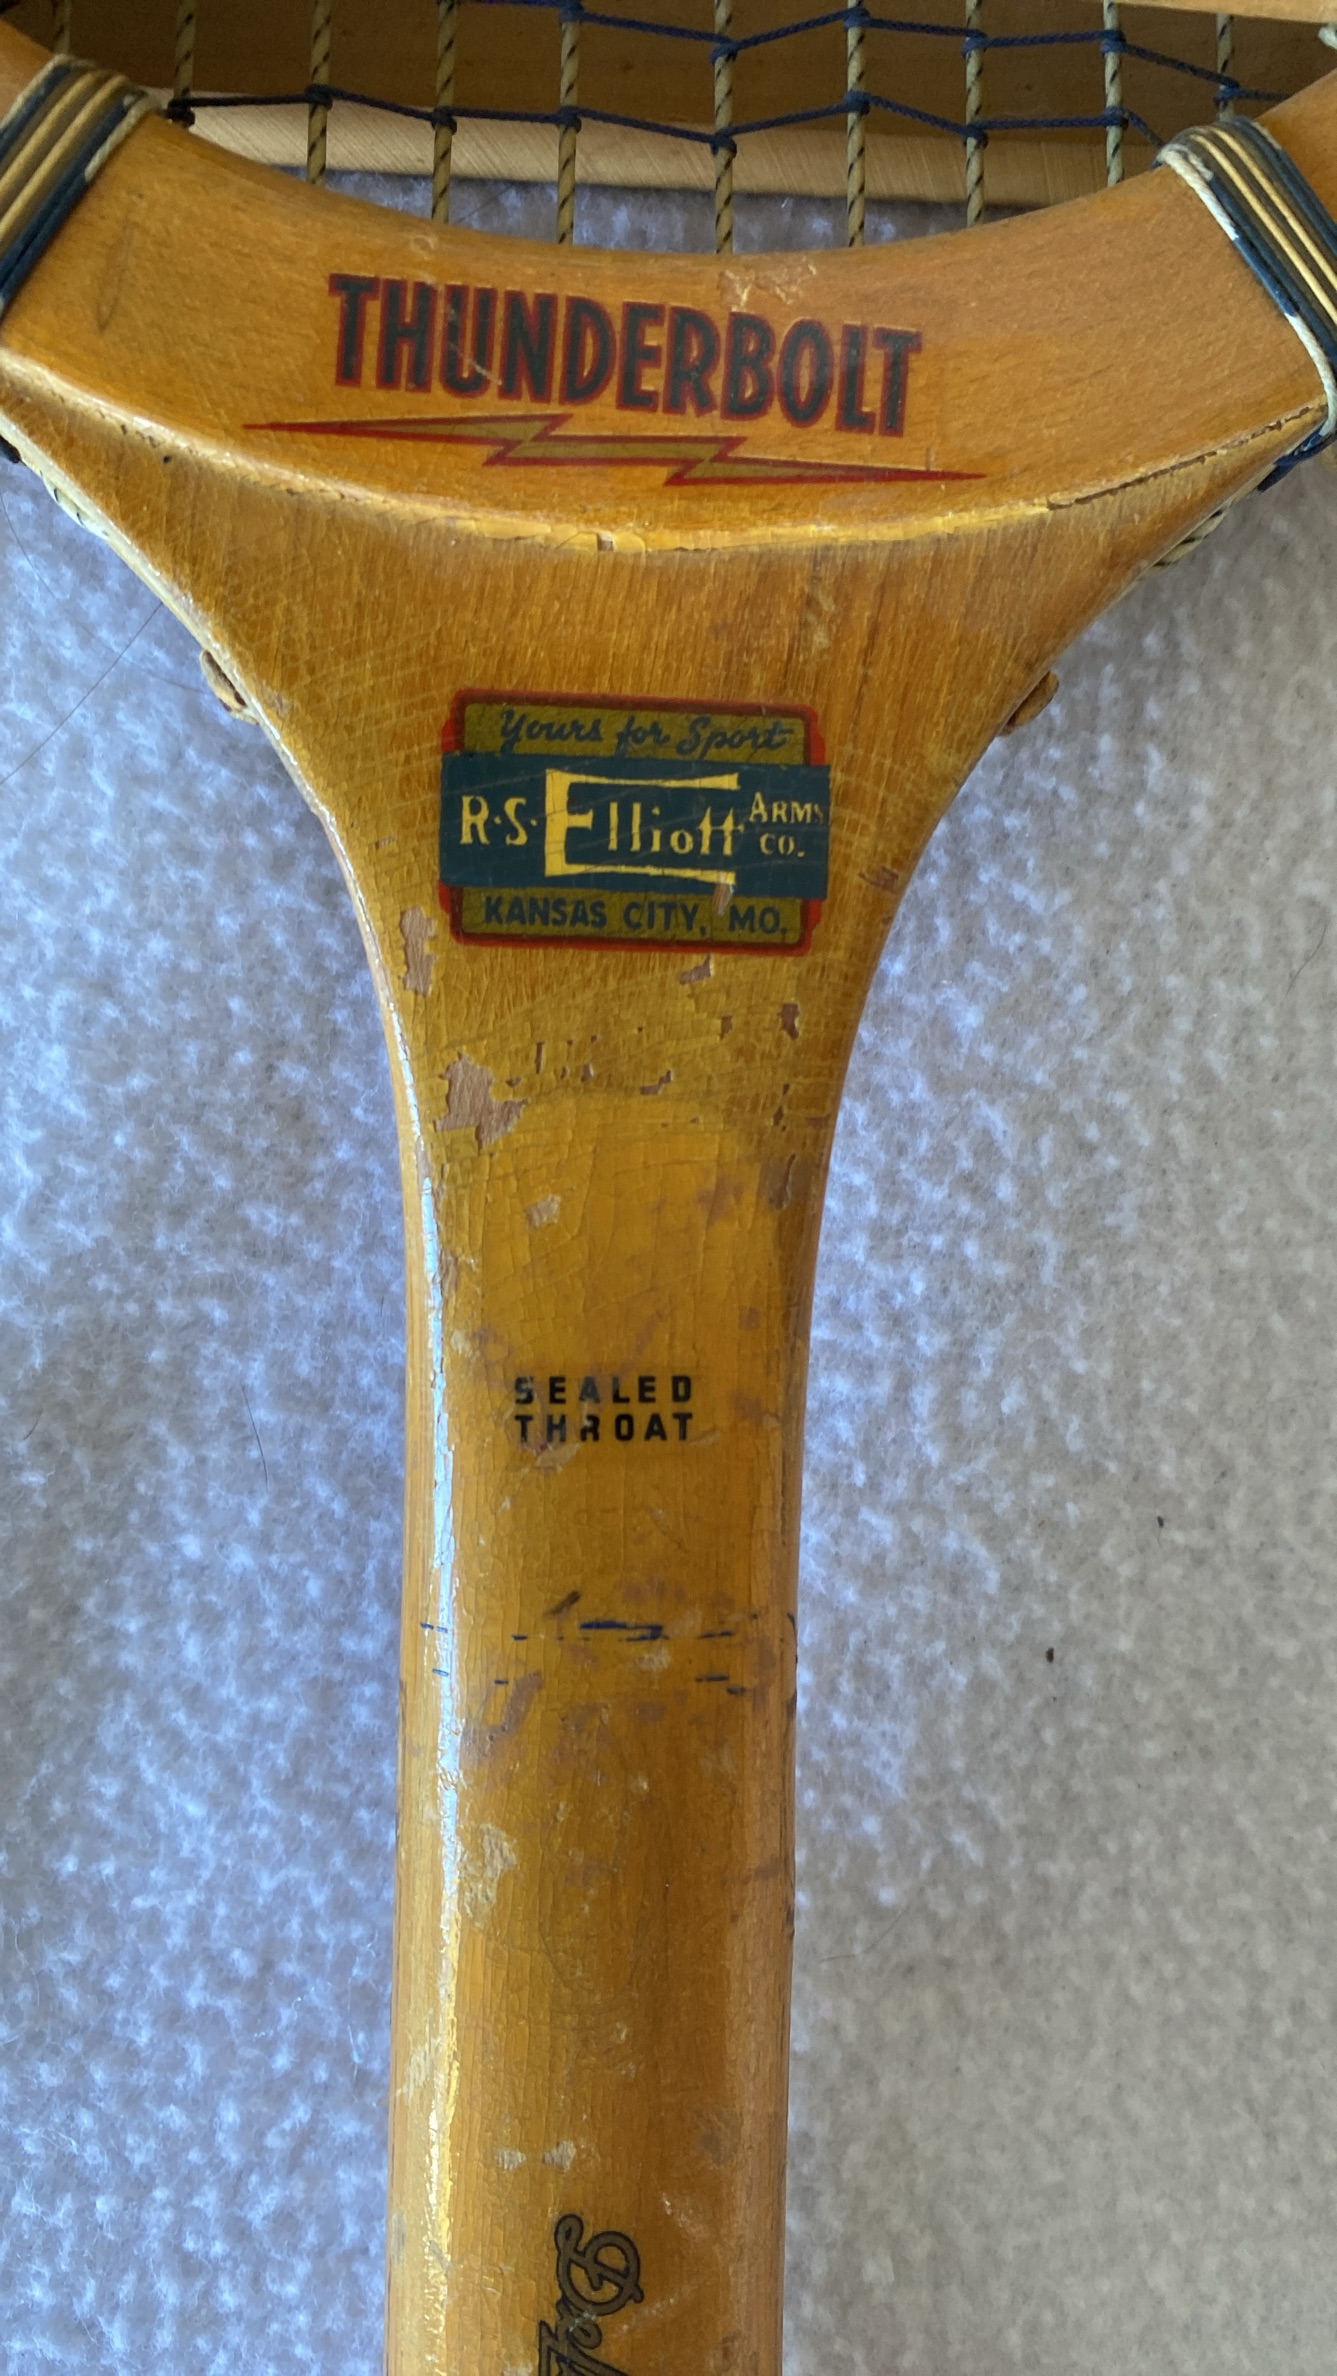 THUNDERBOLT
Yours for Sport
R.S. Elliott ARMS CO.
KANSAS CITY, MO.
SEALED
THROAT